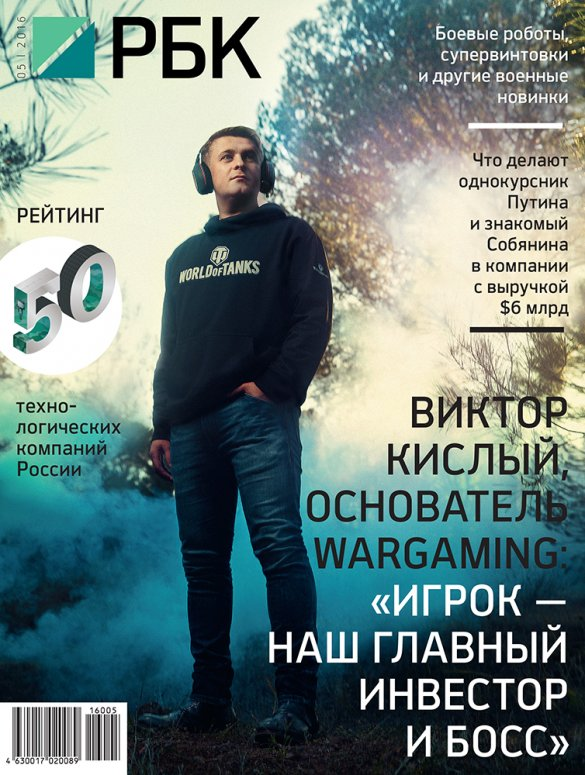 05 | 2016
РБК
Боевые роботы,
супервинтовки
и другие военные
новинки
Что делают
однокурсник
Путина
и знакомый
Собянина
в компании
с выручкой
$6 млрд
РЕЙТИНГ
50
техно-
логических
компаний
России
WORLD OF TANKS
ВИКТОР
КИСЛЫЙ,
ОСНОВАТЕЛЬ
WARGAMING:
«ИГРОК —
НАШ ГЛАВНЫЙ
ИНВЕСТОР
И БОСС»
16005
4 630017 020089